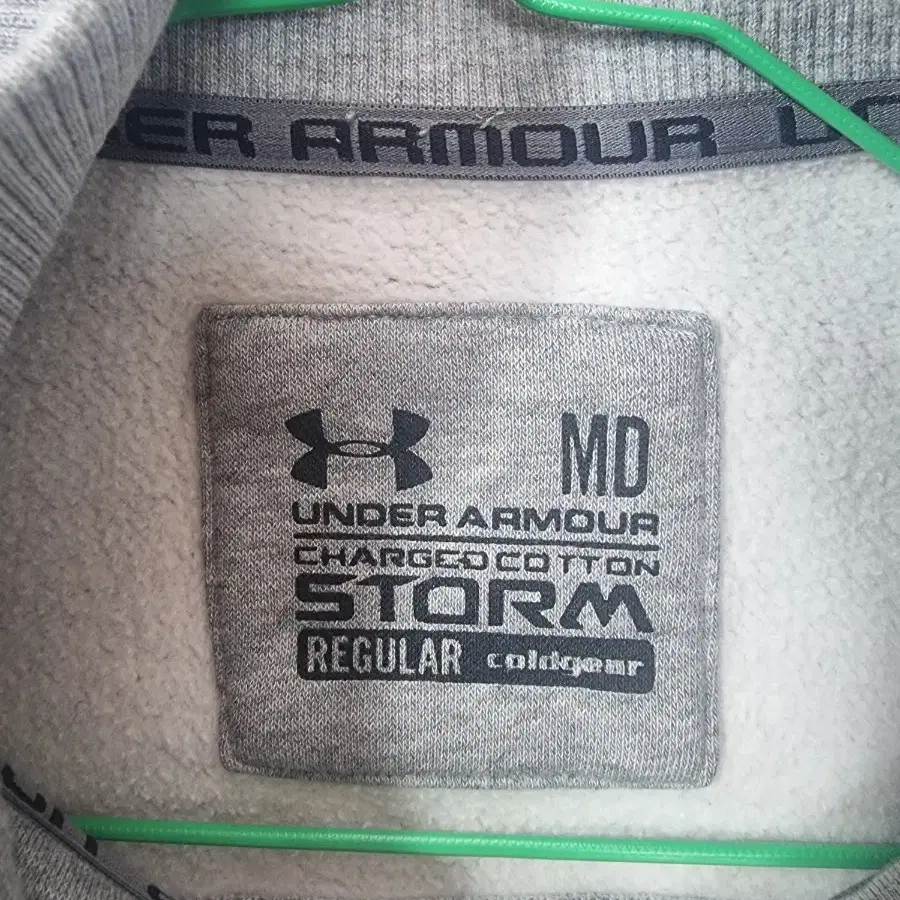 ER ARMOUR U
MD
UNDER ARMOUR
CHARGED COTTON
STORM
REGULAR coldgear